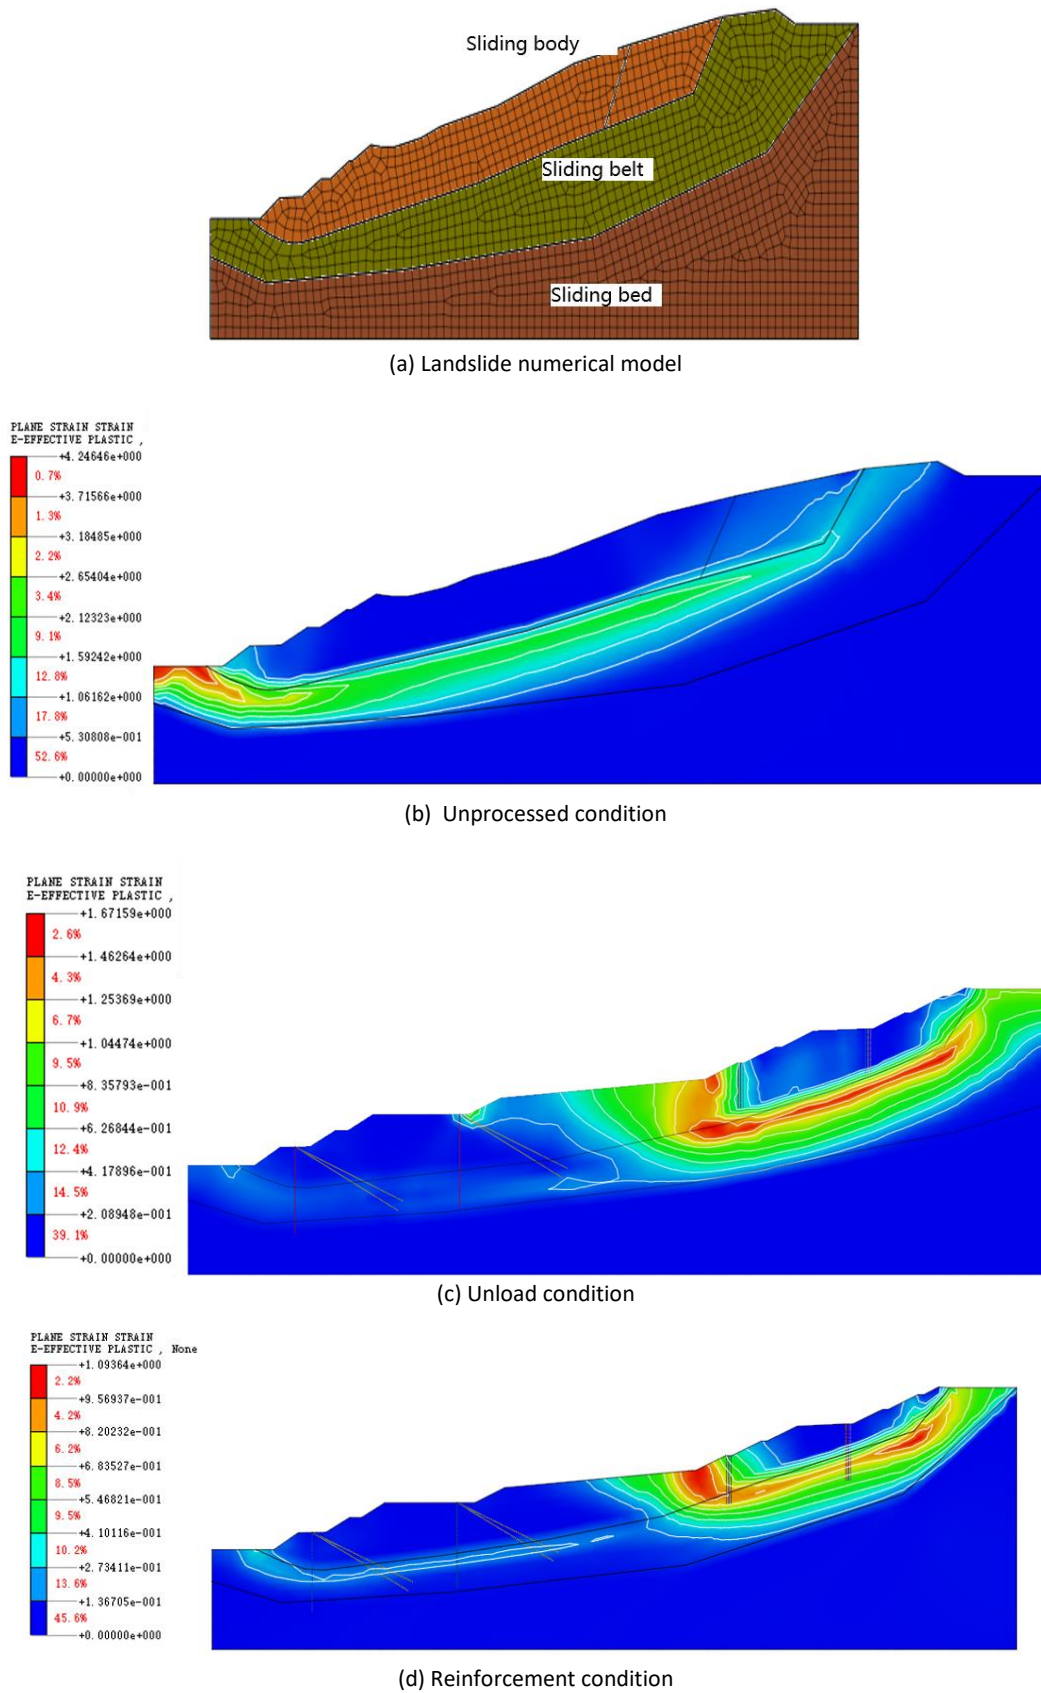 Sliding body
Sliding belt
Sliding bed
(a) Landslide numerical model
PLANE STRAIN STRAIN
E-EFFECTIVE PLASTIC ,
+4.24646e+000
0.7%
+3.71566e+000
1.3%
+3.18485e+000
2.2%
+2.65404e+000
3.4%
+2.12323e+000
9.1%
+1.59242e+000
12.8%
+1.06162e+000
17.8%
+5.30808e-001
52.6%
+0.00000e+000
(b) Unprocessed condition
PLANE STRAIN STRAIN
E-EFFECTIVE PLASTIC ,
+1.67159e+000
2.6%
+1.46264e+000
4.3%
+1.25369e+000
6.7%
+1.04474e+000
9.5%
+8.35793e-001
10.9%
+6.26844e-001
12.4%
+4.17896e-001
14.5%
+2.08948e-001
39.1%
+0.00000e+000
(c) Unload condition
PLANE STRAIN STRAIN
E-EFFECTIVE PLASTIC , None
+1.09364e+000
2.2%
+9.56937e-001
4.2%
+8.20232e-001
6.2%
+6.83527e-001
8.5%
+5.46821e-001
9.5%
+4.10116e-001
10.2%
+2.73411e-001
13.6%
+1.36705e-001
45.6%
+0.00000e+000
(d) Reinforcement condition